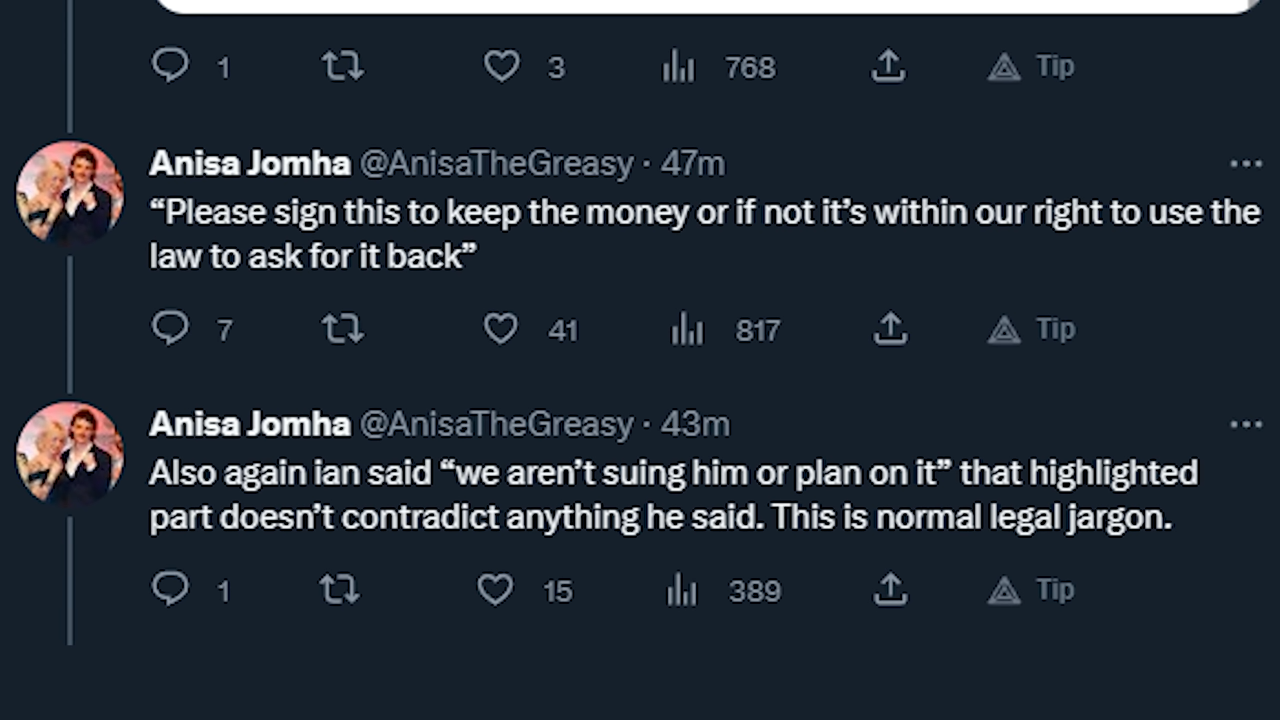 1 3 768 Tip
Anisa Jomha @AnisaTheGreasy · 47m
“Please sign this to keep the money or if not it’s within our right to use the
law to ask for it back”
7 41 817 Tip
Anisa Jomha @AnisaTheGreasy · 43m
Also again ian said “we aren’t suing him or plan on it” that highlighted
part doesn’t contradict anything he said. This is normal legal jargon.
1 15 389 Tip